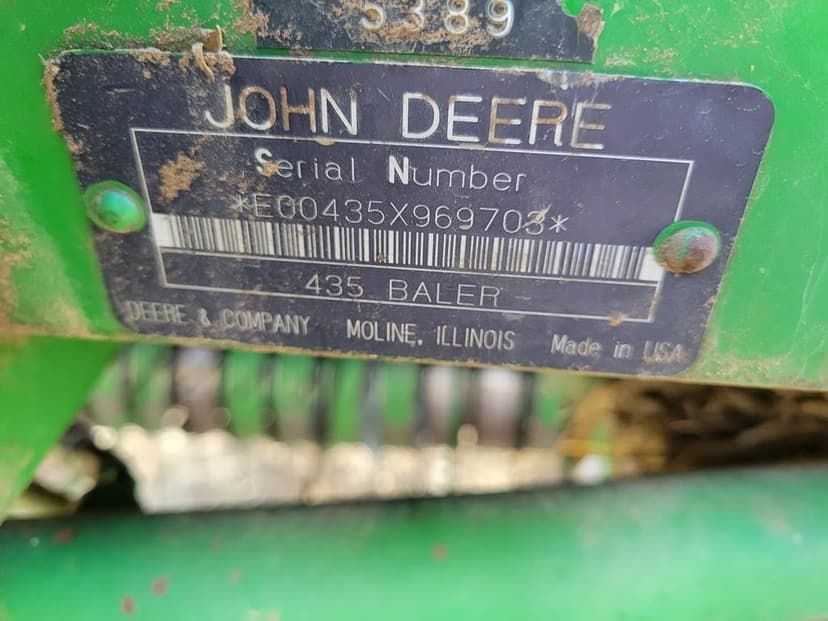 5389
JOHN DEERE
Serial Number
*E00435X969703*
435 BALER
DEERE & COMPANY MOLINE, ILLINOIS Made in USA